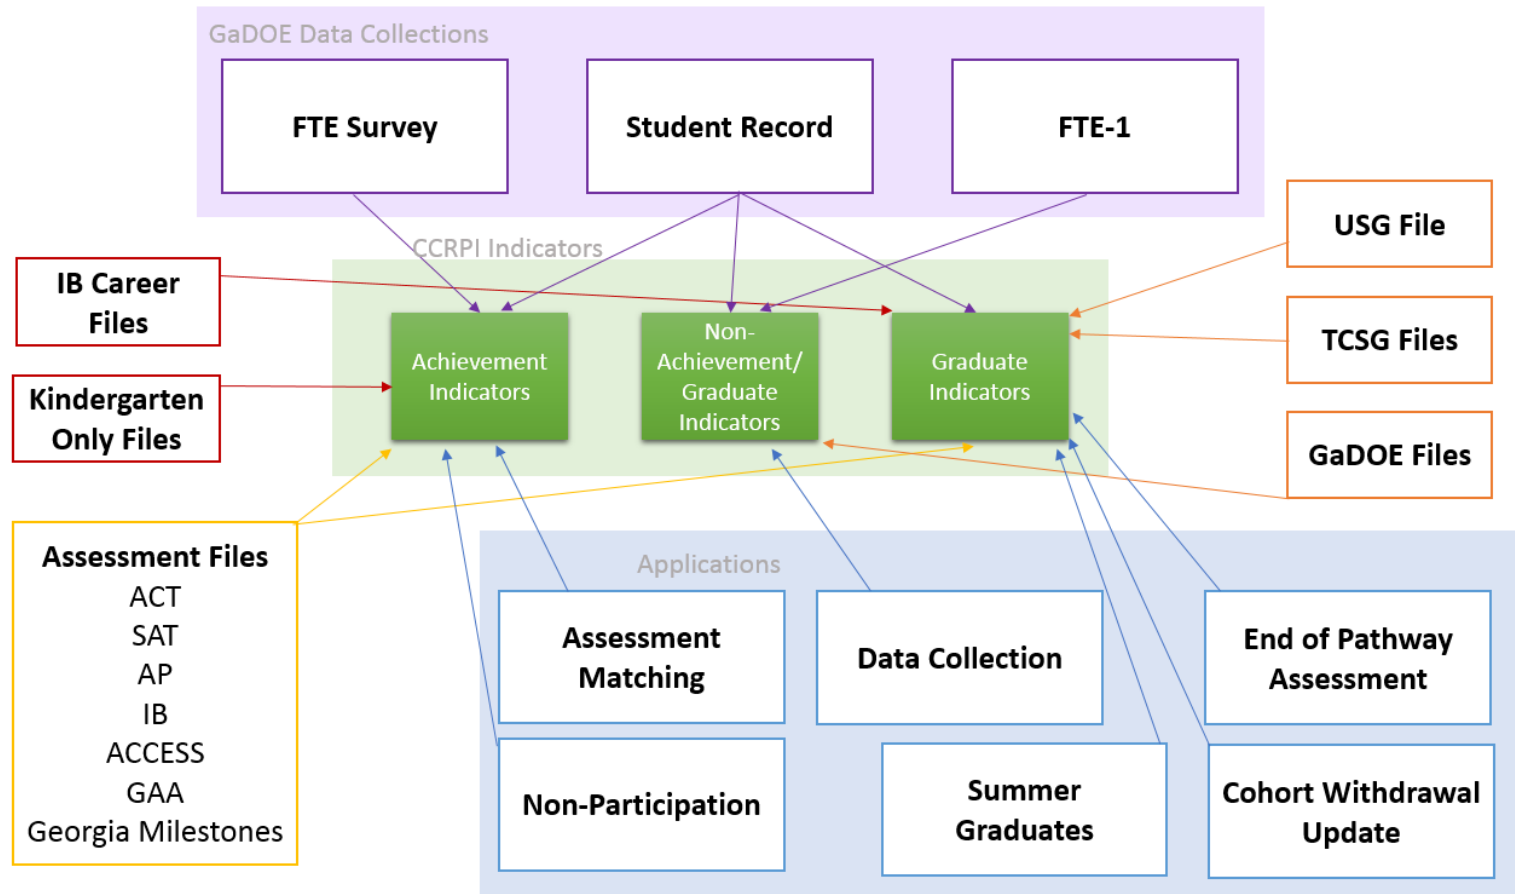 GaDOE Data Collections
FTE Survey
Student Record
FTE-1
USG File
CCRPI Indicators
IB Career
Files
TCSG Files
Achievement
Indicators
Non-
Achievement/
Graduate
Indicators
Graduate
Indicators
Kindergarten
Only Files
GaDOE Files
Assessment Files
ACT
SAT
AP
IB
ACCESS
GAA
Georgia Milestones
Applications
Assessment
Matching
Data Collection
End of Pathway
Assessment
Non-Participation
Summer
Graduates
Cohort Withdrawal
Update